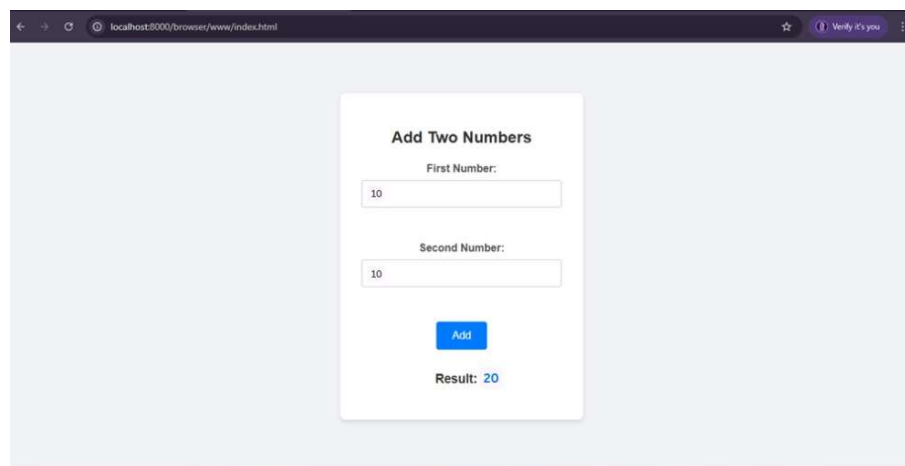 localhost:8000/browser/www/index.html
Verify it's you
Add Two Numbers
First Number:
10
Second Number:
10
Add
Result: 20